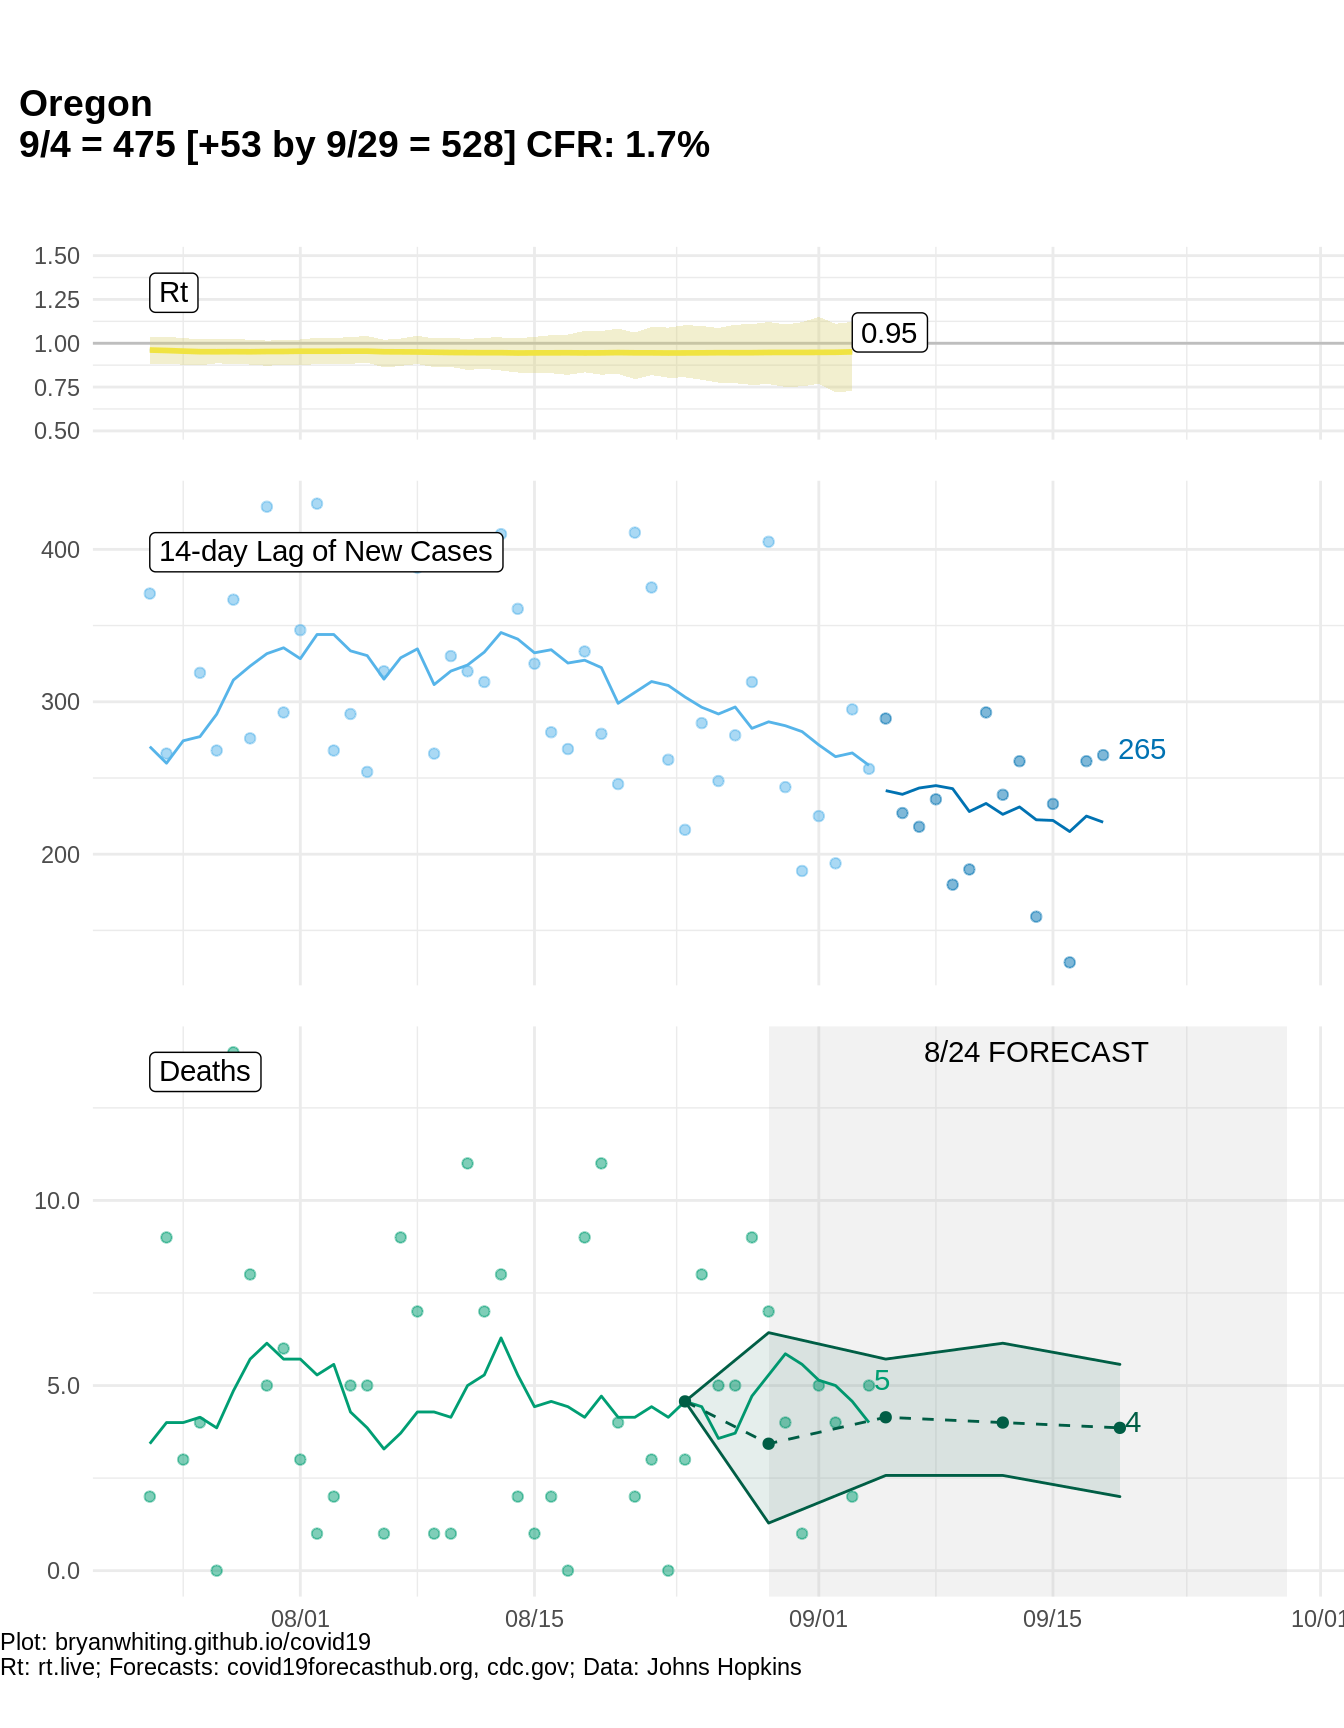 Oregon
9/4 = 475 [+53 by 9/29 = 528] CFR: 1.7%
1.50
1.25
1.00
0.75
0.50
Rt
0.95
400
300
200
14-day Lag of New Cases
265
10.0
5.0
0.0
Deaths
8/24 FORECAST
5
4
08/01 08/15 09/01 09/15 10/01
Plot: bryanwhiting.github.io/covid19
Rt: rt.live; Forecasts: covid19forecasthub.org, cdc.gov; Data: Johns Hopkins